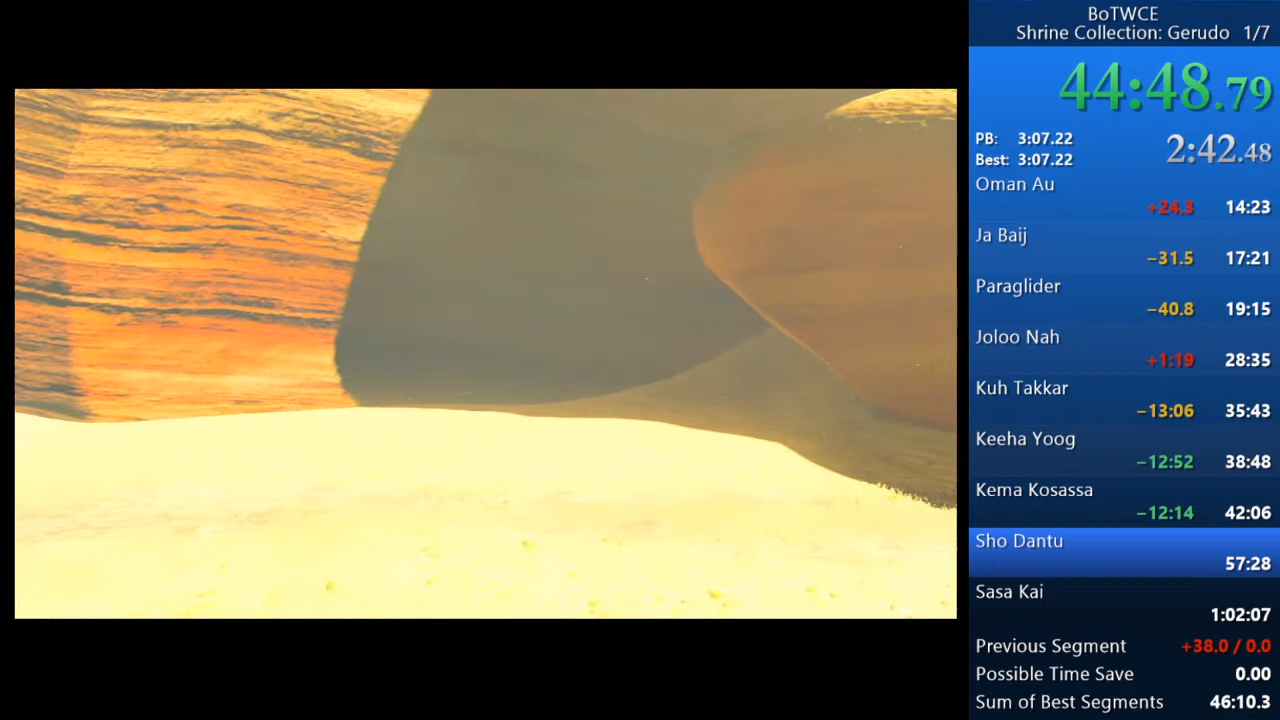 BoTWCE
Shrine Collection: Gerudo 1/7
44:48.79
PB: 3:07.22
Best: 3:07.22
2:42.48
Oman Au
+24.3 14:23
Ja Baij
−31.5 17:21
Paraglider
−40.8 19:15
Joloo Nah
+1:19 28:35
Kuh Takkar
−13:06 35:43
Keeha Yoog
−12:52 38:48
Kema Kosassa
−12:14 42:06
Sho Dantu
57:28
Sasa Kai
1:02:07
Previous Segment +38.0 / 0.0
Possible Time Save 0.00
Sum of Best Segments 46:10.3